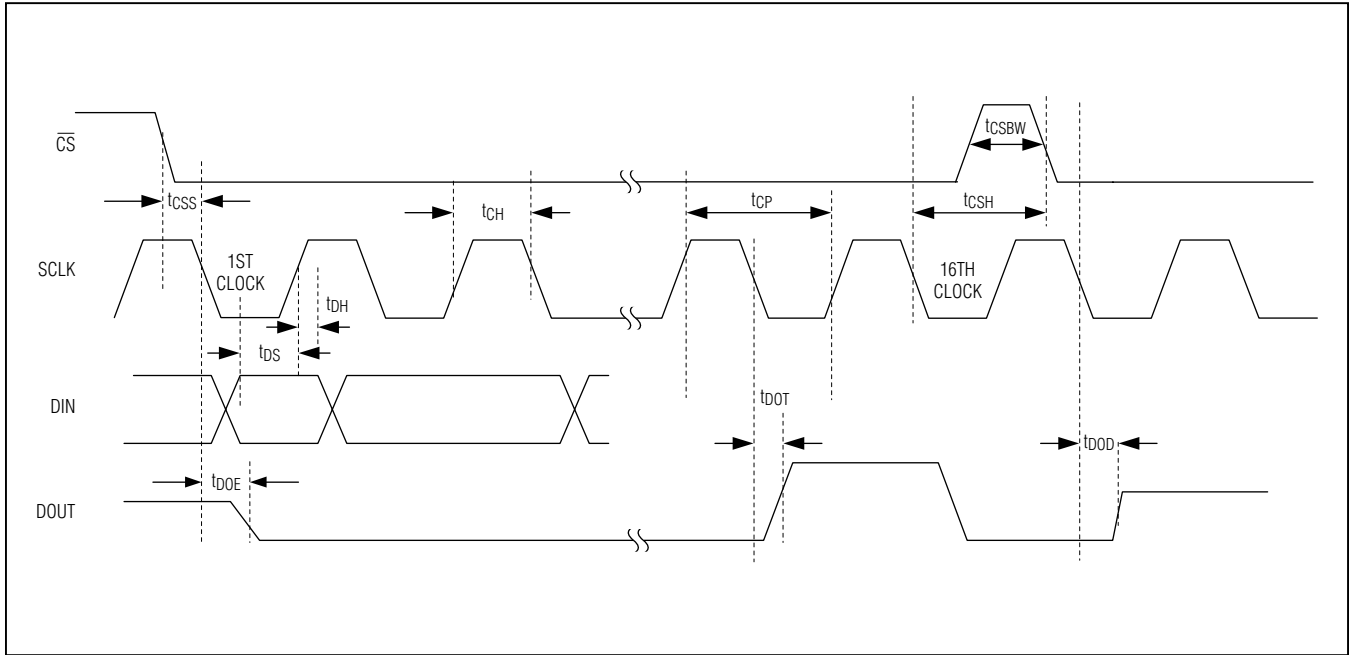 CS
tCSBW
tCSS
tCH
tCP
tCSH
SCLK
1ST
CLOCK
16TH
CLOCK
tDH
tDS
DIN
tDOT
tDOE
tDOD
DOUT